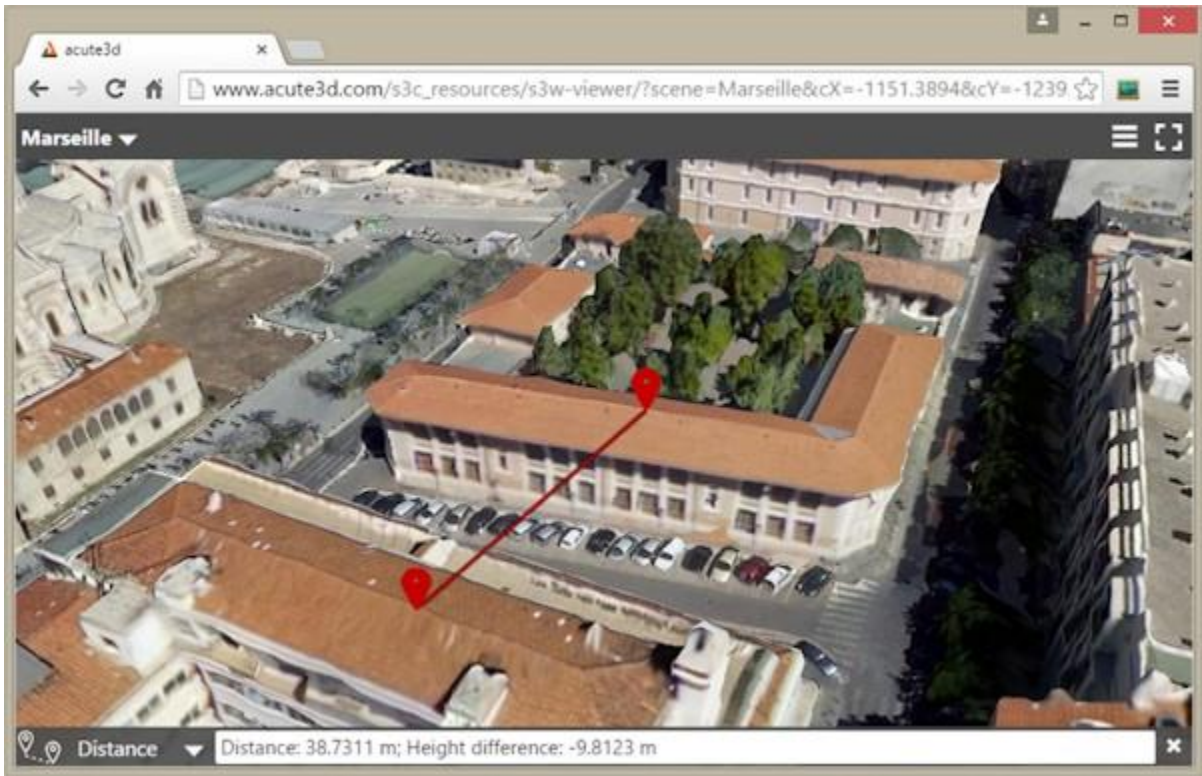 acute3d
www.acute3d.com/s3c_resources/s3w-viewer/?scene=Marseille&cX=-1151.3894&cY=-1239
Marseille
Distance
Distance: 38.7311 m; Height difference: -9.8123 m